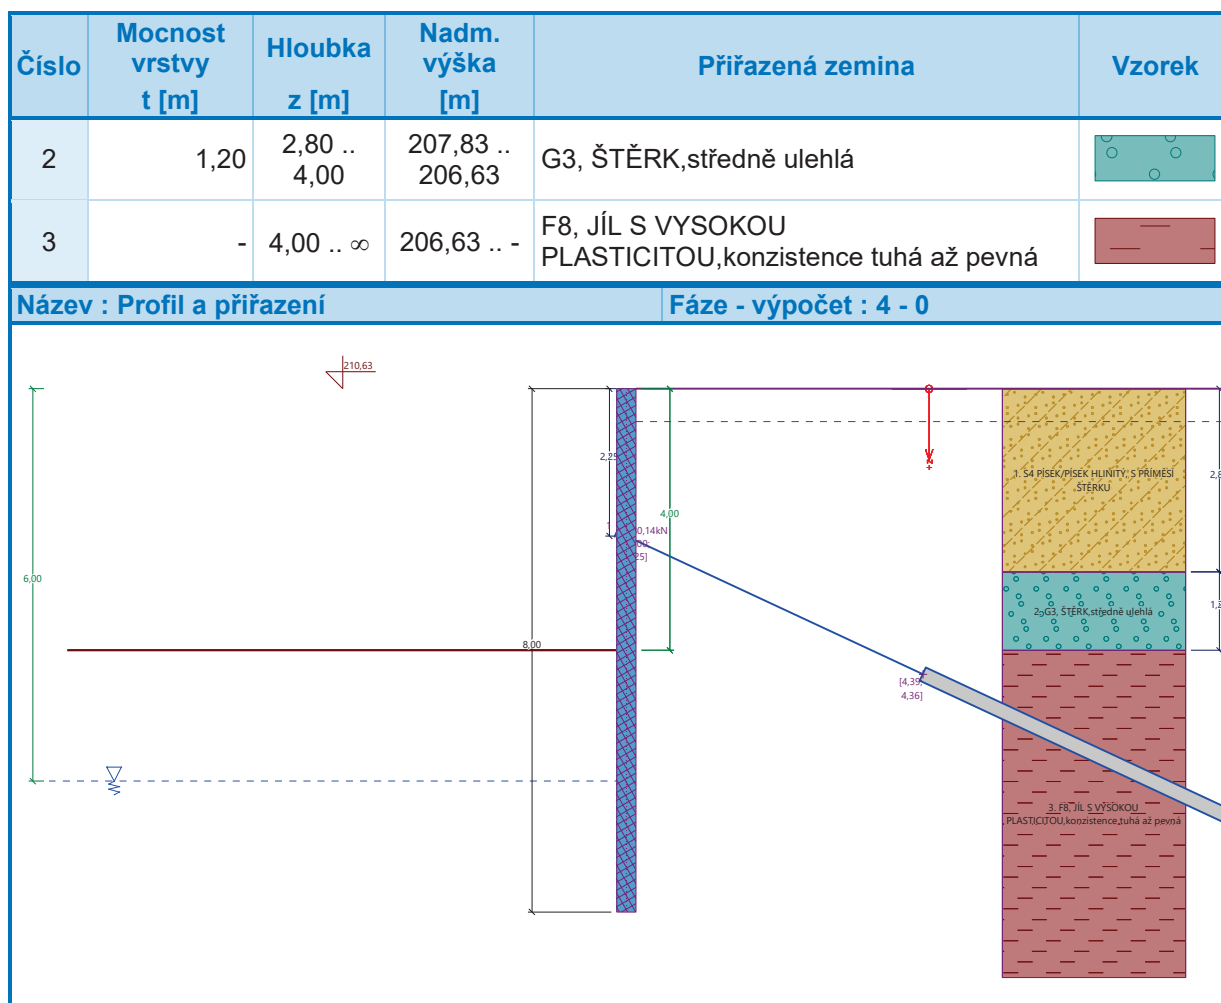 Číslo
Mocnost
vrstvy
t [m]
Hloubka
z [m]
Nadm.
výška
[m]
Přiřazená zemina
Vzorek
2
1,20
2,80 ..
4,00
207,83 ..
206,63
G3, ŠTĚRK,středně ulehlá
3
-
4,00 .. ∞
206,63 .. -
F8, JÍL S VYSOKOU
PLASTICITOU,konzistence tuhá až pevná
Název : Profil a přiřazení
Fáze - výpočet : 4 - 0
210,63
1. S4 PÍSEK/PÍSEK HLINITÝ, S PŘÍMĚSÍ
ŠTĚRKU
4,00
0,14kN
6,00
2. G3, ŠTĚRK,středně ulehlá
8,00
[4,39;
4,36]
3. F8, JÍL S VYSOKOU
PLASTICITOU,konzistence tuhá až pevná